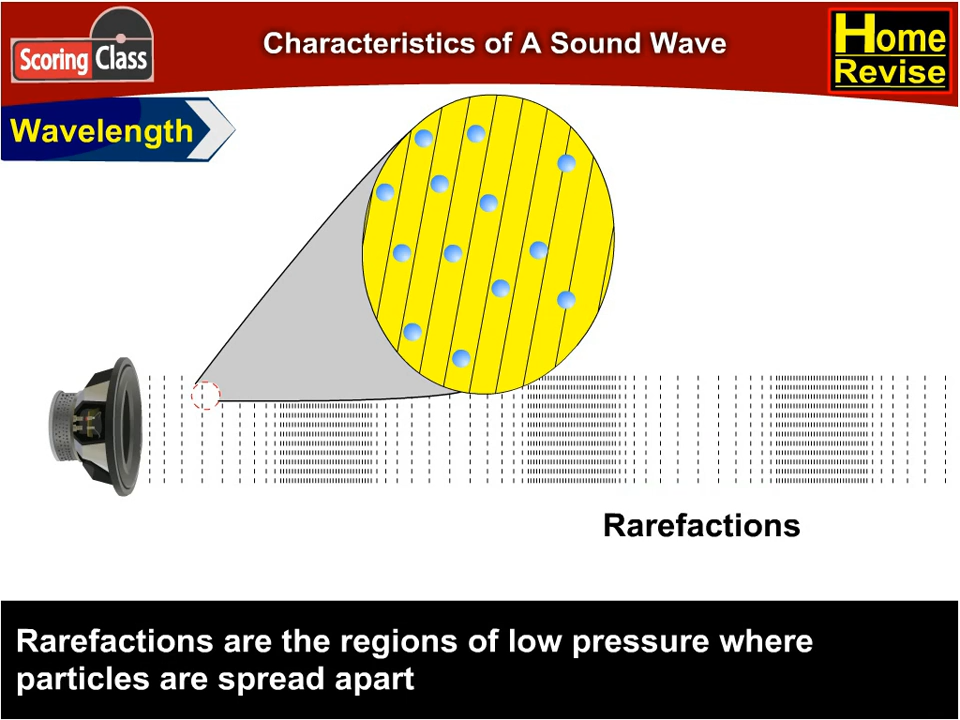 Scoring Class
Characteristics of A Sound Wave
Home
Revise
Wavelength
Rarefactions
Rarefactions are the regions of low pressure where
particles are spread apart